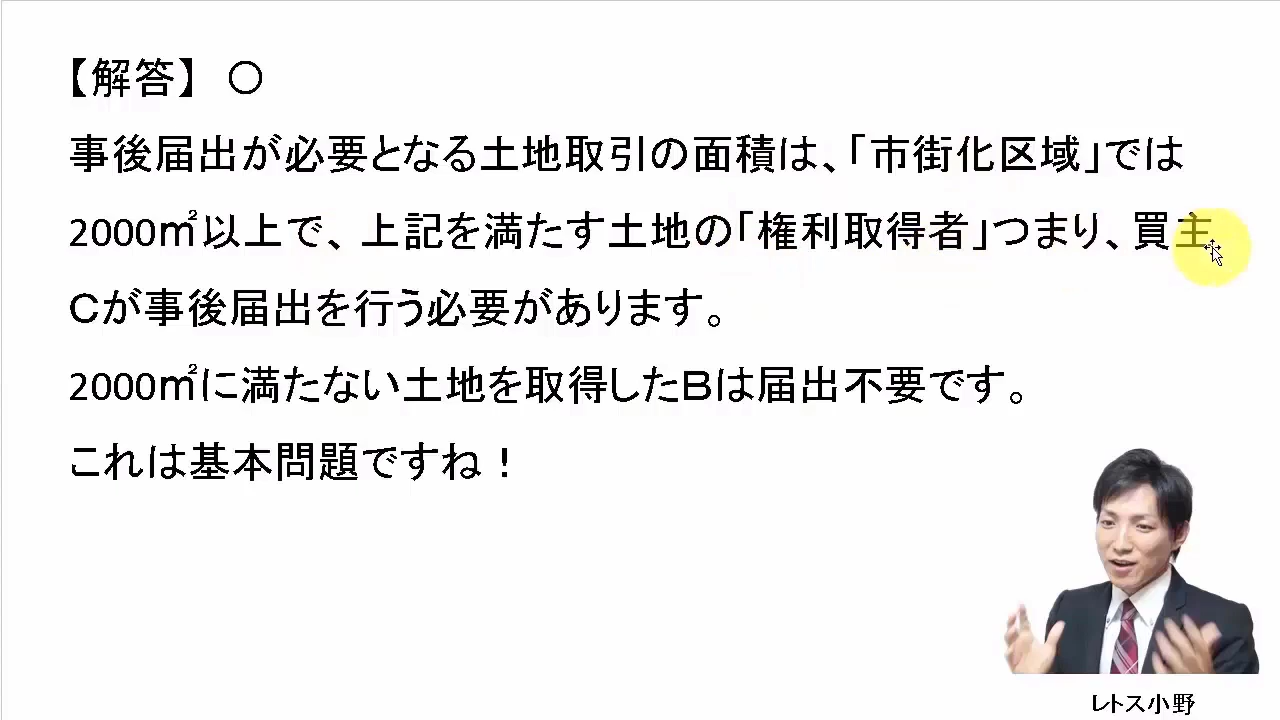 【解答】 ○
事後届出が必要となる土地取引の面積は、「市街化区域」では
2000㎡以上で、上記を満たす土地の「権利取得者」つまり、買主
Cが事後届出を行う必要があります。
2000㎡に満たない土地を取得したBは届出不要です。
これは基本問題ですね！
レトス小野